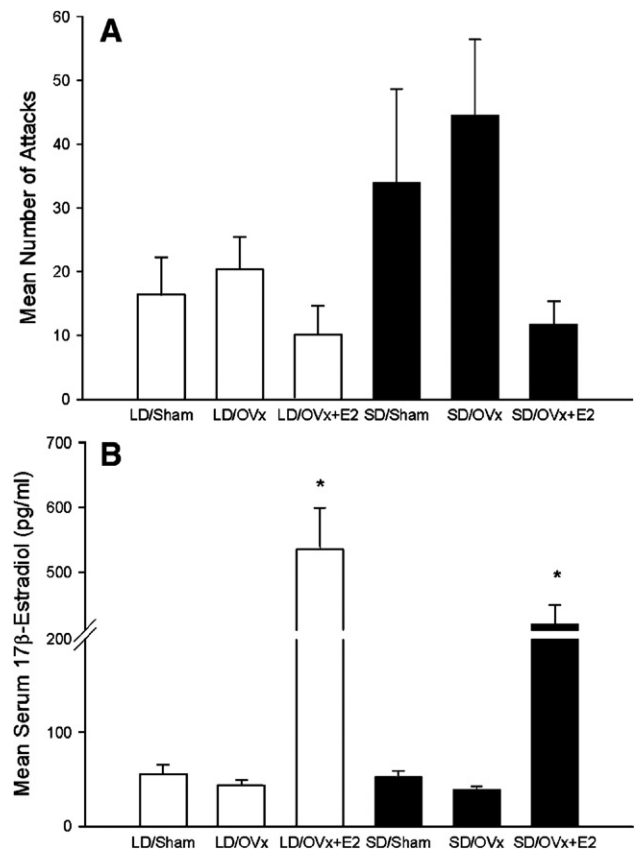 A
Mean Number of Attacks
60
50
40
30
20
10
0
LD/Sham LD/OVx LD/OVx+E2 SD/Sham SD/OVx SD/OVx+E2
B
Mean Serum 17β-Estradiol (pg/ml)
700
600
500
200
100
0
* *
LD/Sham LD/OVx LD/OVx+E2 SD/Sham SD/OVx SD/OVx+E2